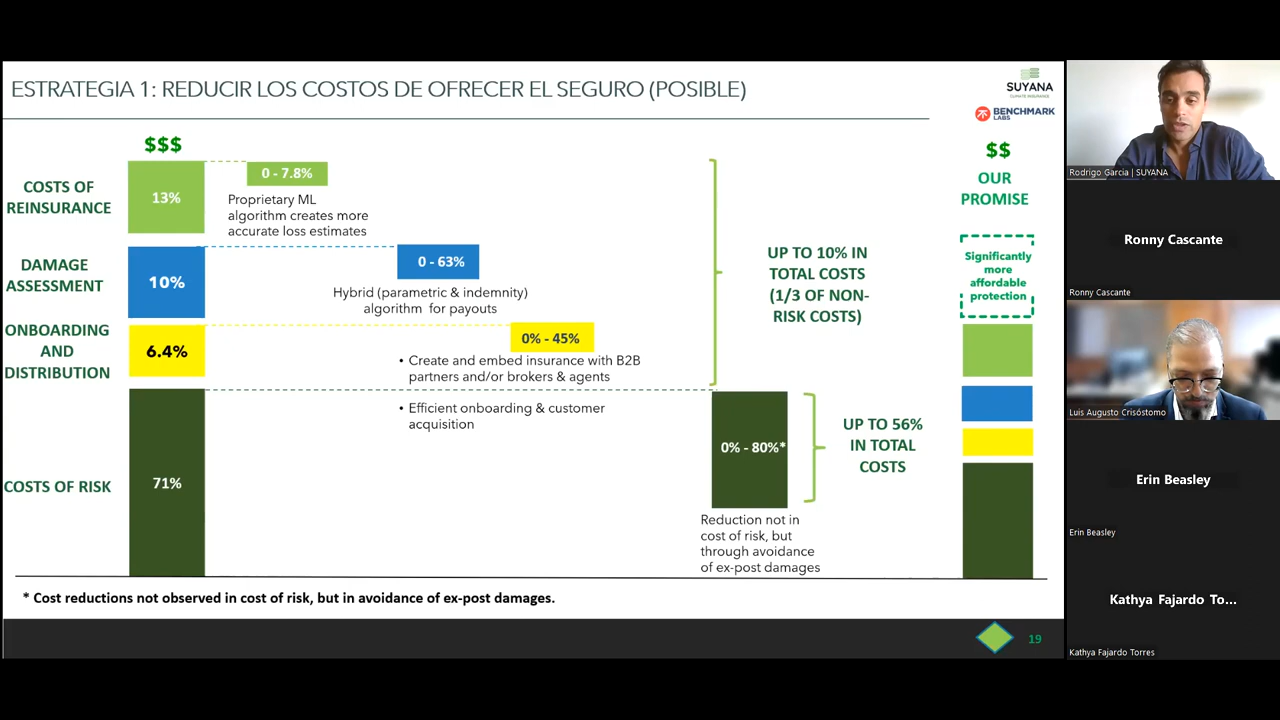 ESTRATEGIA 1: REDUCIR LOS COSTOS DE OFRECER EL SEGURO (POSIBLE)
SUYANA
CLIMATE INSURANCE
BENCHMARK
LABS
$$$
COSTS OF
REINSURANCE
13%
0 - 7.8%
Proprietary ML
algorithm creates more
accurate loss estimates
DAMAGE
ASSESSMENT
10%
0 - 63%
Hybrid (parametric & indemnity)
algorithm for payouts
ONBOARDING
AND
DISTRIBUTION
6.4%
0% - 45%
• Create and embed insurance with B2B
partners and/or brokers & agents
• Efficient onboarding & customer
acquisition
COSTS OF RISK
71%
0% - 80%*
Reduction not in
cost of risk, but
through avoidance
of ex-post damages
UP TO 10% IN
TOTAL COSTS
(1/3 OF NON-
RISK COSTS)
UP TO 56%
IN TOTAL
COSTS
$$
OUR
PROMISE
Significantly
more
affordable
protection
* Cost reductions not observed in cost of risk, but in avoidance of ex-post damages.
19
Rodrigo Garcia | SUYANA
Ronny Cascante
Ronny Cascante
Luis Augusto Crisóstomo
Erin Beasley
Erin Beasley
Kathya Fajardo To...
Kathya Fajardo Torres